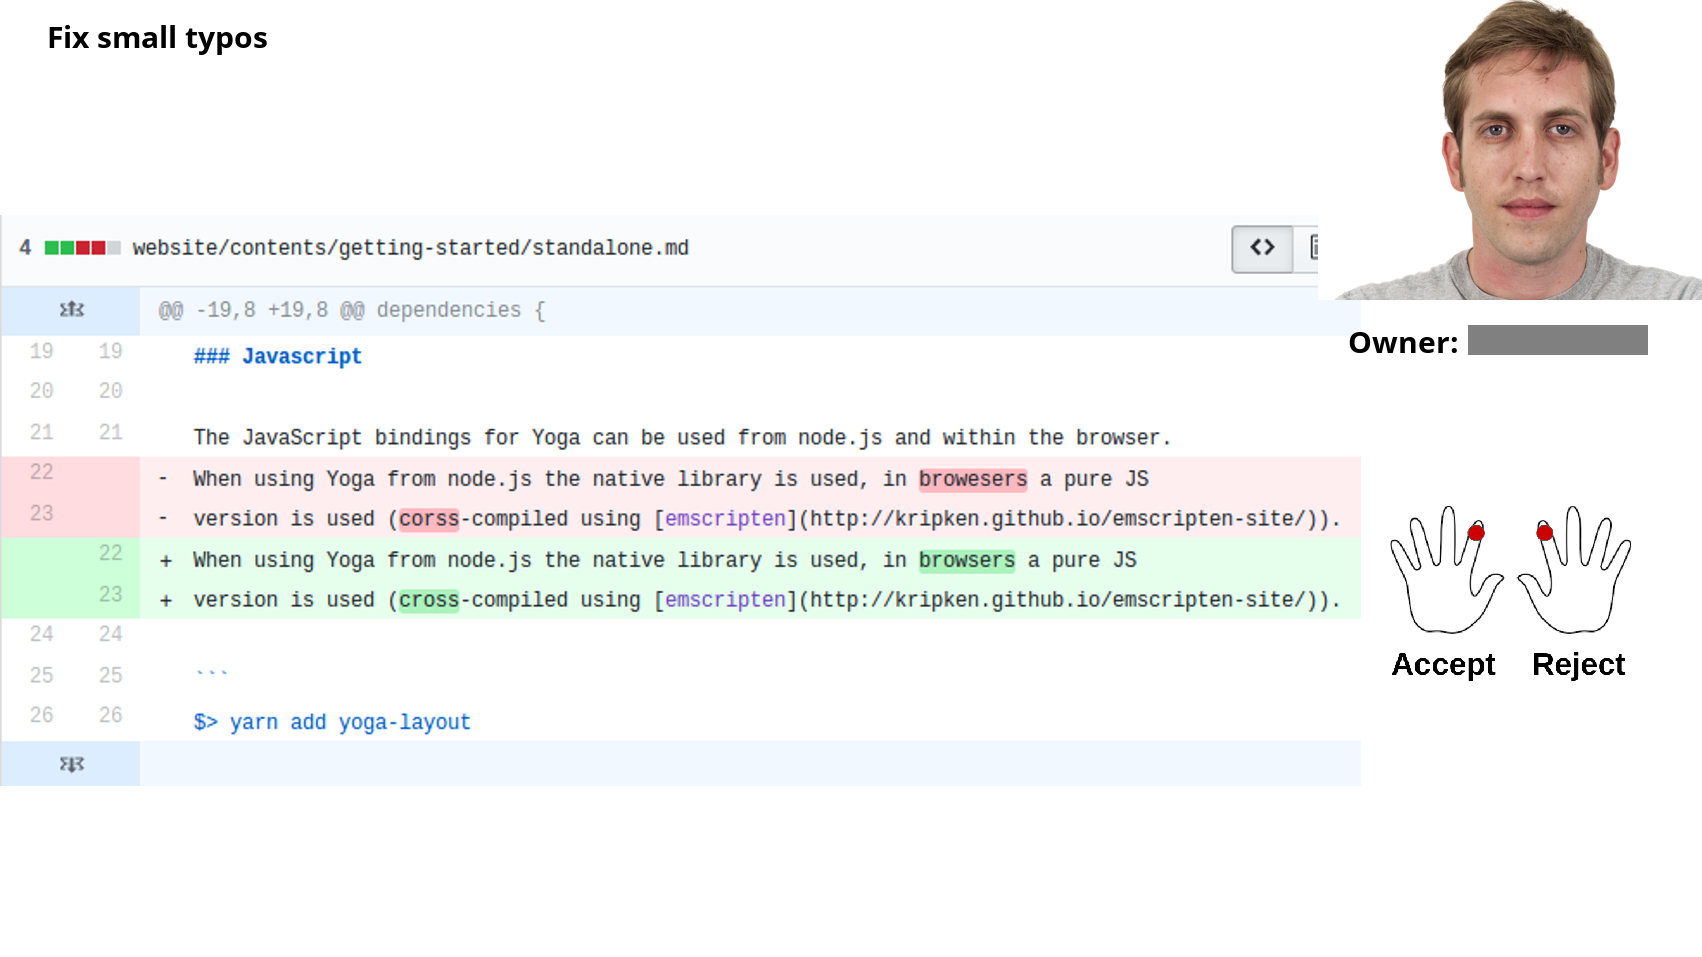 Fix small typos
4 website/contents/getting-started/standalone.md
<>
@@ -19,8 +19,8 @@ dependencies {
19 19 ### Javascript
20 20
21 21 The JavaScript bindings for Yoga can be used from node.js and within the browser.
22 - When using Yoga from node.js the native library is used, in browesers a pure JS
23 - version is used (corss-compiled using [emscripten](http://kripken.github.io/emscripten-site/)).
22 + When using Yoga from node.js the native library is used, in browsers a pure JS
23 + version is used (cross-compiled using [emscripten](http://kripken.github.io/emscripten-site/)).
24 24
25 25 ```
26 26 $> yarn add yoga-layout
Owner:
Accept Reject